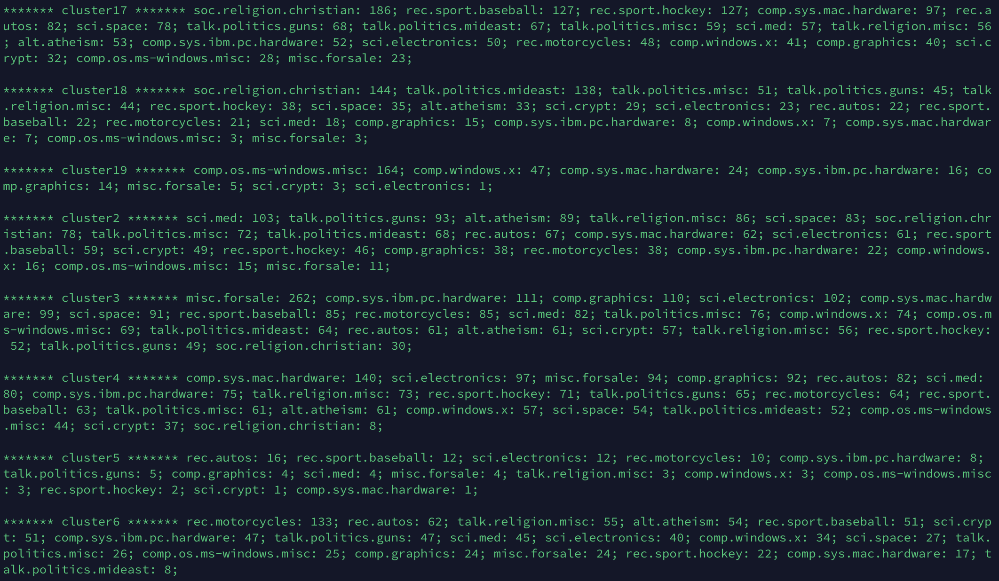 ******* cluster17 ******* soc.religion.christian: 186; rec.sport.baseball: 127; rec.sport.hockey: 127; comp.sys.mac.hardware: 97; rec.a
utos: 82; sci.space: 78; talk.politics.guns: 68; talk.politics.mideast: 67; talk.politics.misc: 59; sci.med: 57; talk.religion.misc: 56
; alt.atheism: 53; comp.sys.ibm.pc.hardware: 52; sci.electronics: 50; rec.motorcycles: 48; comp.windows.x: 41; comp.graphics: 40; sci.c
rypt: 32; comp.os.ms-windows.misc: 28; misc.forsale: 23;
******* cluster18 ******* soc.religion.christian: 144; talk.politics.mideast: 138; talk.politics.misc: 51; talk.politics.guns: 45; talk
.religion.misc: 44; rec.sport.hockey: 38; sci.space: 35; alt.atheism: 33; sci.crypt: 29; sci.electronics: 23; rec.autos: 22; rec.sport.
baseball: 22; rec.motorcycles: 21; sci.med: 18; comp.graphics: 15; comp.sys.ibm.pc.hardware: 8; comp.windows.x: 7; comp.sys.mac.hardwar
e: 7; comp.os.ms-windows.misc: 3; misc.forsale: 3;
******* cluster19 ******* comp.os.ms-windows.misc: 164; comp.windows.x: 47; comp.sys.mac.hardware: 24; comp.sys.ibm.pc.hardware: 16; co
mp.graphics: 14; misc.forsale: 5; sci.crypt: 3; sci.electronics: 1;
******* cluster2 ******* sci.med: 103; talk.politics.guns: 93; alt.atheism: 89; talk.religion.misc: 86; sci.space: 83; soc.religion.chr
istian: 78; talk.politics.misc: 72; talk.politics.mideast: 68; rec.autos: 67; comp.sys.mac.hardware: 62; sci.electronics: 61; rec.sport
.baseball: 59; sci.crypt: 49; rec.sport.hockey: 46; comp.graphics: 38; rec.motorcycles: 38; comp.sys.ibm.pc.hardware: 22; comp.windows.
x: 16; comp.os.ms-windows.misc: 15; misc.forsale: 11;
******* cluster3 ******* misc.forsale: 262; comp.sys.ibm.pc.hardware: 111; comp.graphics: 110; sci.electronics: 102; comp.sys.mac.hardw
are: 99; sci.space: 91; rec.sport.baseball: 85; rec.motorcycles: 85; sci.med: 82; talk.politics.misc: 76; comp.windows.x: 74; comp.os.m
s-windows.misc: 69; talk.politics.mideast: 64; rec.autos: 61; alt.atheism: 61; sci.crypt: 57; talk.religion.misc: 56; rec.sport.hockey:
52; talk.politics.guns: 49; soc.religion.christian: 30;
******* cluster4 ******* comp.sys.mac.hardware: 140; sci.electronics: 97; misc.forsale: 94; comp.graphics: 92; rec.autos: 82; sci.med:
80; comp.sys.ibm.pc.hardware: 75; talk.religion.misc: 73; rec.sport.hockey: 71; talk.politics.guns: 65; rec.motorcycles: 64; rec.sport.
baseball: 63; talk.politics.misc: 61; alt.atheism: 61; comp.windows.x: 57; sci.space: 54; talk.politics.mideast: 52; comp.os.ms-windows
.misc: 44; sci.crypt: 37; soc.religion.christian: 8;
******* cluster5 ******* rec.autos: 16; rec.sport.baseball: 12; sci.electronics: 12; rec.motorcycles: 10; comp.sys.ibm.pc.hardware: 8;
talk.politics.guns: 5; comp.graphics: 4; sci.med: 4; misc.forsale: 4; talk.religion.misc: 3; comp.windows.x: 3; comp.os.ms-windows.misc
: 3; rec.sport.hockey: 2; sci.crypt: 1; comp.sys.mac.hardware: 1;
******* cluster6 ******* rec.motorcycles: 133; rec.autos: 62; talk.religion.misc: 55; alt.atheism: 54; rec.sport.baseball: 51; sci.cryp
t: 51; comp.sys.ibm.pc.hardware: 47; talk.politics.guns: 47; sci.med: 45; sci.electronics: 40; comp.windows.x: 34; sci.space: 27; talk.
politics.misc: 26; comp.os.ms-windows.misc: 25; comp.graphics: 24; misc.forsale: 24; rec.sport.hockey: 22; comp.sys.mac.hardware: 17; t
alk.politics.mideast: 8;